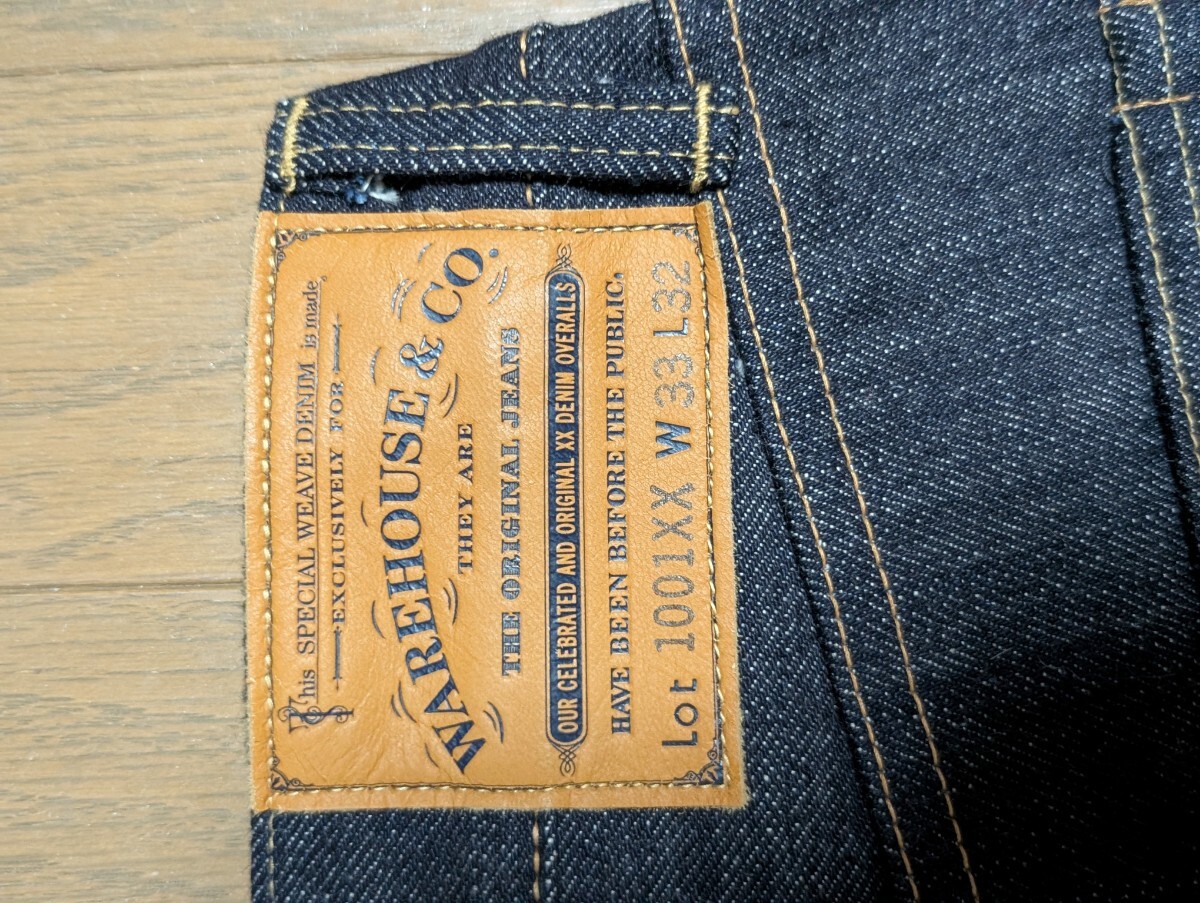 This SPECIAL WEAVE DENIM is made
EXCLUSIVELY FOR
WAREHOUSE & CO.
THEY ARE
THE ORIGINAL JEANS
OUR CELEBRATED AND ORIGINAL XX DENIM OVERALLS
HAVE BEEN BEFORE THE PUBLIC.
Lot 1001XX W 33 L32